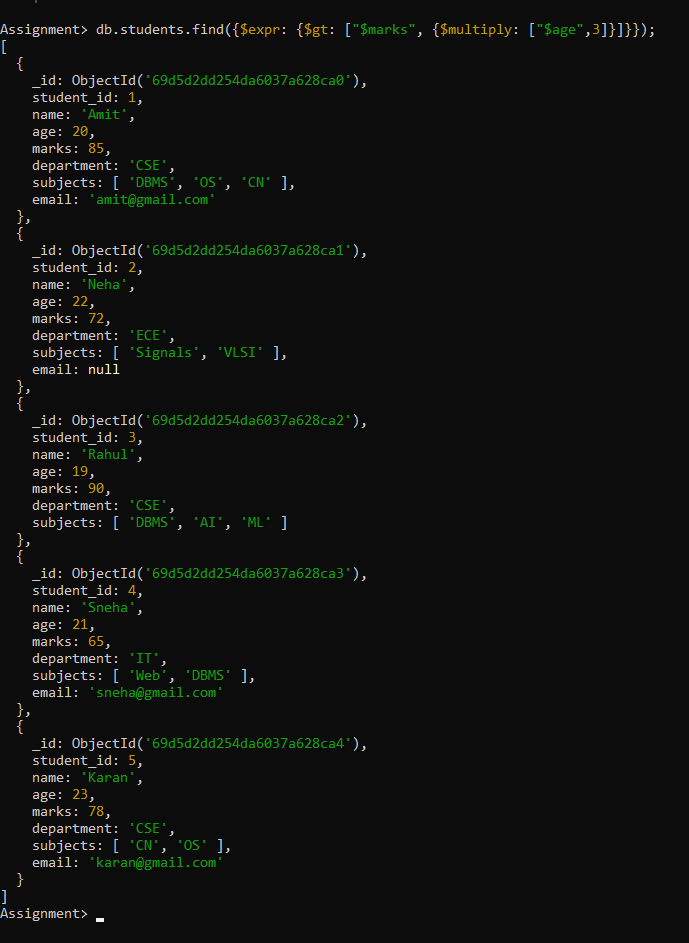 Assignment> db.students.find({$expr: {$gt: ["$marks", {$multiply: ["$age",3]}]}});
[
  {
    _id: ObjectId('69d5d2dd254da6037a628ca0'),
    student_id: 1,
    name: 'Amit',
    age: 20,
    marks: 85,
    department: 'CSE',
    subjects: [ 'DBMS', 'OS', 'CN' ],
    email: 'amit@gmail.com'
  },
  {
    _id: ObjectId('69d5d2dd254da6037a628ca1'),
    student_id: 2,
    name: 'Neha',
    age: 22,
    marks: 72,
    department: 'ECE',
    subjects: [ 'Signals', 'VLSI' ],
    email: null
  },
  {
    _id: ObjectId('69d5d2dd254da6037a628ca2'),
    student_id: 3,
    name: 'Rahul',
    age: 19,
    marks: 90,
    department: 'CSE',
    subjects: [ 'DBMS', 'AI', 'ML' ]
  },
  {
    _id: ObjectId('69d5d2dd254da6037a628ca3'),
    student_id: 4,
    name: 'Sneha',
    age: 21,
    marks: 65,
    department: 'IT',
    subjects: [ 'Web', 'DBMS' ],
    email: 'sneha@gmail.com'
  },
  {
    _id: ObjectId('69d5d2dd254da6037a628ca4'),
    student_id: 5,
    name: 'Karan',
    age: 23,
    marks: 78,
    department: 'CSE',
    subjects: [ 'CN', 'OS' ],
    email: 'karan@gmail.com'
  }
]
Assignment>